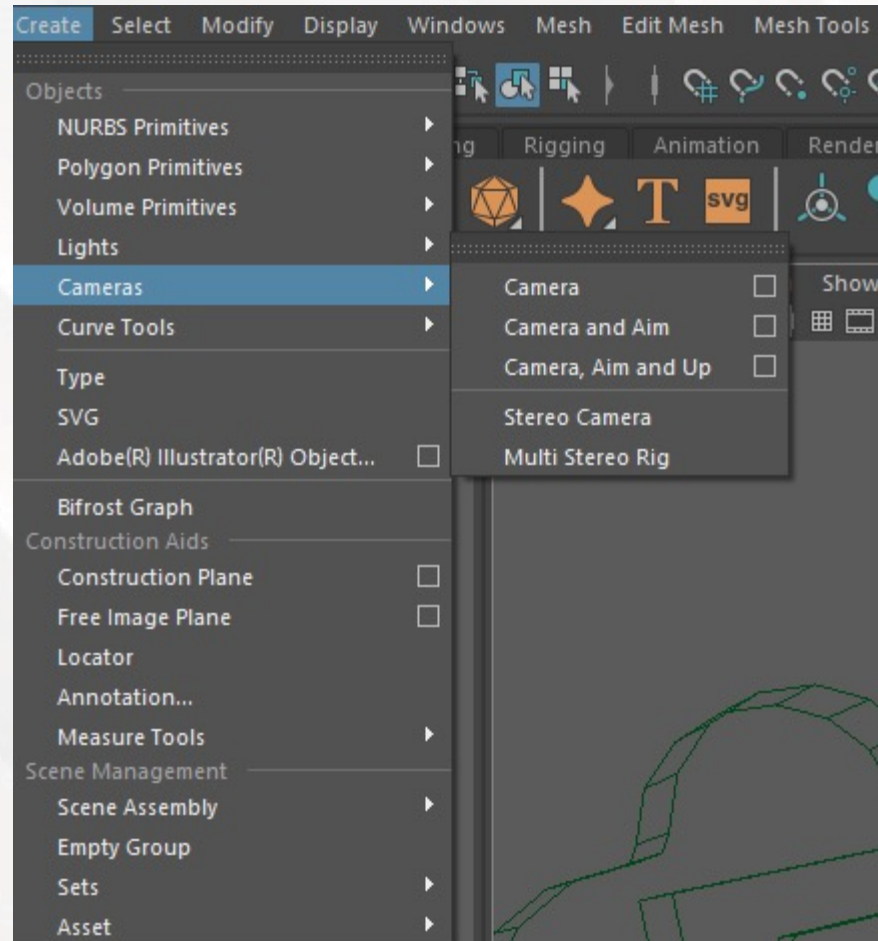 Create Select Modify Display Windows Mesh Edit Mesh Mesh Tools
Rigging Animation
svg
Show
Objects
NURBS Primitives
Polygon Primitives
Volume Primitives
Lights
Cameras
Curve Tools
Type
SVG
Adobe(R) Illustrator(R) Object...
Bifrost Graph
Construction Aids
Construction Plane
Free Image Plane
Locator
Annotation...
Measure Tools
Scene Management
Scene Assembly
Empty Group
Sets
Asset
Camera
Camera and Aim
Camera, Aim and Up
Stereo Camera
Multi Stereo Rig